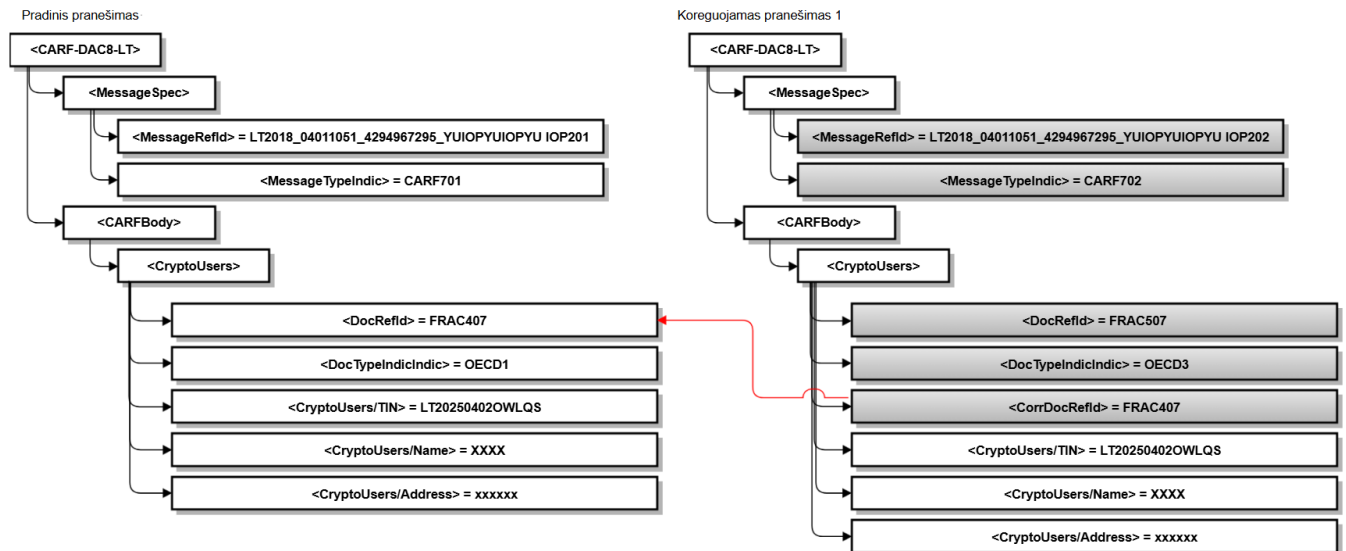 Pradinis pranešimas
<CARF-DAC8-LT>
<MessageSpec>
<MessageRefId> = LT2018_04011051_4294967295_YUIOPYUIOPYU IOP201
<MessageTypeIndic> = CARF701
<CARFBody>
<CryptoUsers>
<DocRefId> = FRAC407
<DocTypeIndicIndic> = OECD1
<CryptoUsers/TIN> = LT20250402OWLQS
<CryptoUsers/Name> = XXXX
<CryptoUsers/Address> = xxxxxx
Koreguojamas pranešimas 1
<CARF-DAC8-LT>
<MessageSpec>
<MessageRefId> = LT2018_04011051_4294967295_YUIOPYUIOPYU IOP202
<MessageTypeIndic> = CARF702
<CARFBody>
<CryptoUsers>
<DocRefId> = FRAC507
<DocTypeIndicIndic> = OECD3
<CorrDocRefId> = FRAC407
<CryptoUsers/TIN> = LT20250402OWLQS
<CryptoUsers/Name> = XXXX
<CryptoUsers/Address> = xxxxxx